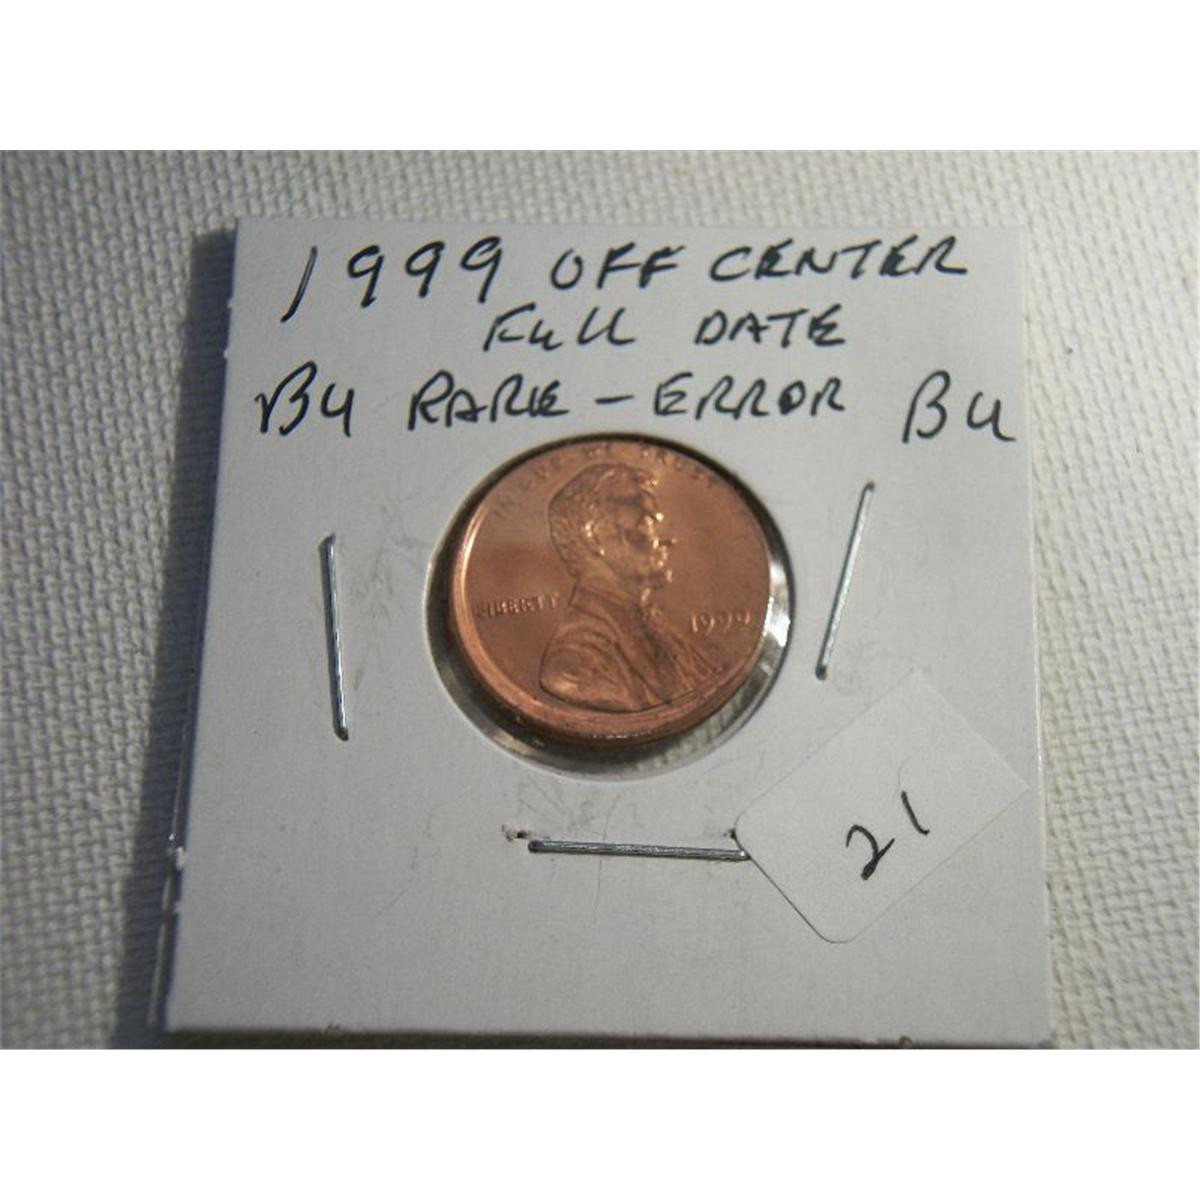 1999 OFF CENTER
Full DATE
BU RARE - ERROR BU
IN GOD WE TRUST
LIBERTY 1999
21